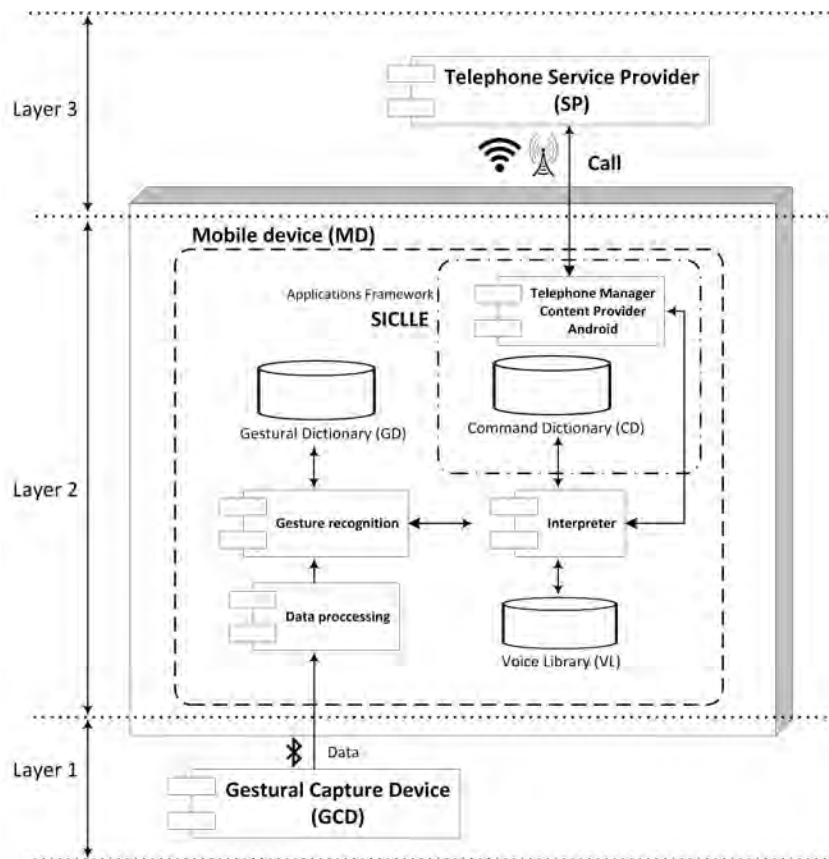 Layer 3
Telephone Service Provider
(SP)
Call
Mobile device (MD)
Applications Framework
SICLLE
Telephone Manager
Content Provider
Android
Layer 2
Gestural Dictionary (GD)
Command Dictionary (CD)
Gesture recognition
Interpreter
Data proccessing
Voice Library (VL)
Layer 1
Data
Gestural Capture Device
(GCD)